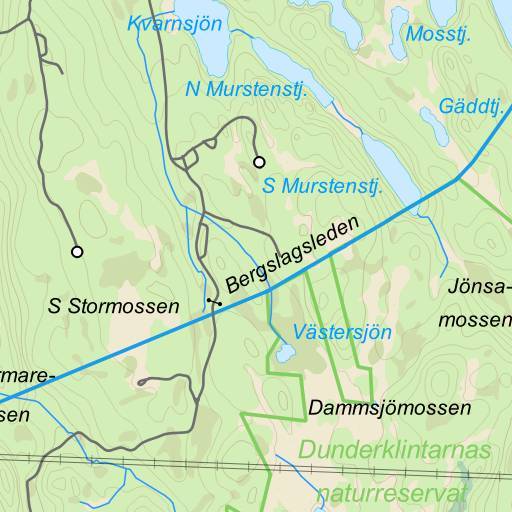 Kvarnsjön
Mosstj.
N Murstenstj.
Gäddtj.
S Murstenstj.
Bergslagsleden
Jönsa-
mossen
S Stormossen
Västersjön
rmare-
sen
Dammsjömossen
Dunderklintarnas
naturreservat